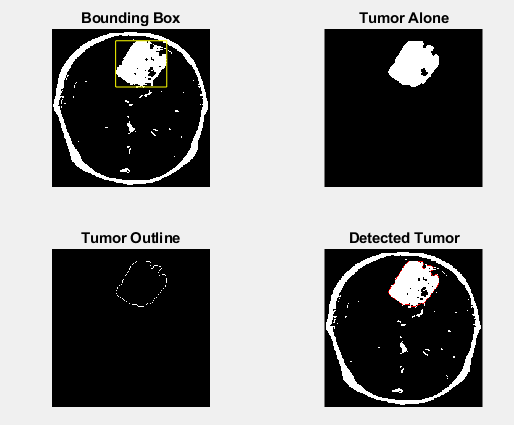 Bounding Box
Tumor Alone
Tumor Outline
Detected Tumor